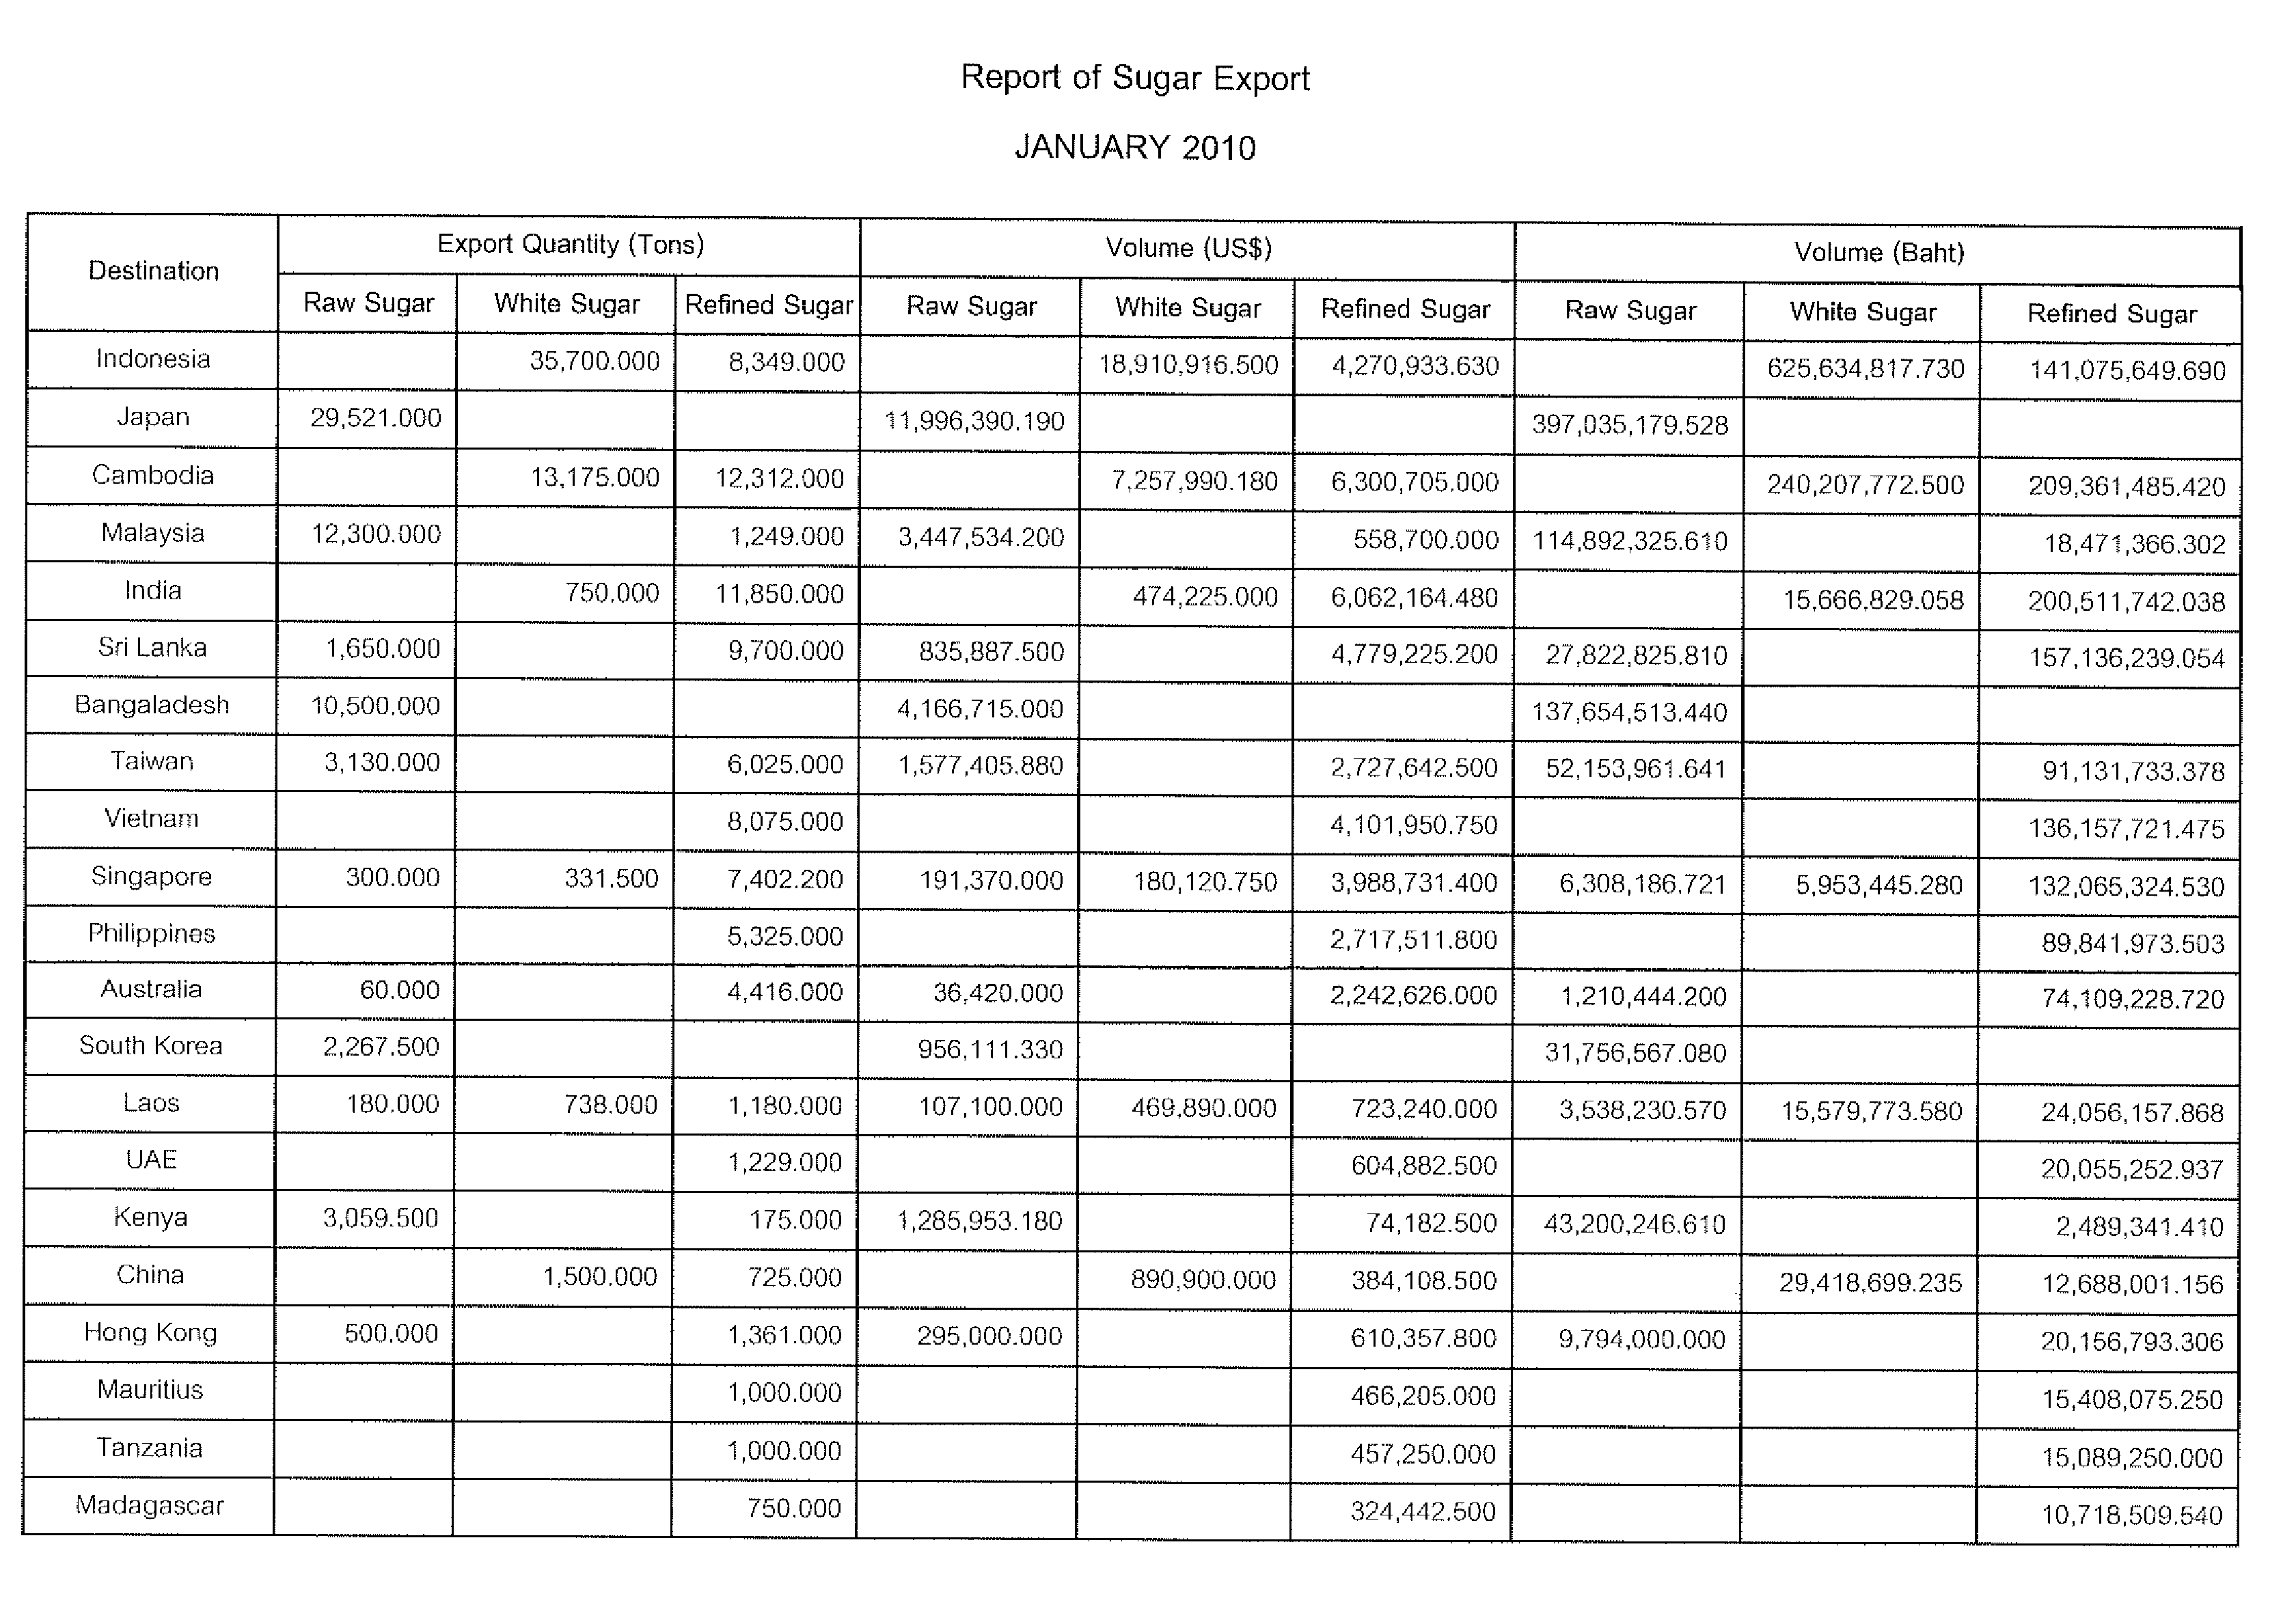 Report of Sugar Export
JANUARY 2010
Destination Export Quantity (Tons) Volume (US$) Volume (Baht)
Raw Sugar White Sugar Refined Sugar Raw Sugar White Sugar Refined Sugar Raw Sugar White Sugar Refined Sugar
Indonesia 35,700.000 8,349.000 18,910,916.500 4,270,933.630 625,634,817.730 141,075,649.690
Japan 29,521.000 11,996,390.190 397,035,179.528
Cambodia 13,175.000 12,312.000 7,257,990.180 6,300,705.000 240,207,772.500 209,361,485.420
Malaysia 12,300.000 1,249.000 3,447,534.200 558,700.000 114,892,325.610 18,471,366.302
India 750.000 11,850.000 474,225.000 6,062,164.480 15,666,829.058 200,511,742.038
Sri Lanka 1,650.000 9,700.000 835,887.500 4,779,225.200 27,822,825.810 157,136,239.054
Bangaladesh 10,500.000 4,166,715.000 137,654,513.440
Taiwan 3,130.000 6,025.000 1,577,405.880 2,727,642.500 52,153,961.641 91,131,733.378
Vietnam 8,075.000 4,101,950.750 136,157,721.475
Singapore 300.000 331.500 7,402.200 191,370.000 180,120.750 3,988,731.400 6,308,186.721 5,953,445.280 132,065,324.530
Philippines 5,325.000 2,717,511.800 89,841,973.503
Australia 60.000 4,416.000 36,420.000 2,242,626.000 1,210,444.200 74,109,228.720
South Korea 2,267.500 956,111.330 31,756,567.080
Laos 180.000 738.000 1,180.000 107,100.000 469,890.000 723,240.000 3,538,230.570 15,579,773.580 24,056,157.868
UAE 1,229.000 604,882.500 20,055,252.937
Kenya 3,059.500 175.000 1,285,953.180 74,182.500 43,200,246.610 2,489,341.410
China 1,500.000 725.000 890,900.000 384,108.500 29,418,699.235 12,688,001.156
Hong Kong 500.000 1,361.000 295,000.000 610,357.800 9,794,000.000 20,156,793.306
Mauritius 1,000.000 466,205.000 15,408,075.250
Tanzania 1,000.000 457,250.000 15,089,250.000
Madagascar 750.000 324,442.500 10,718,509.540